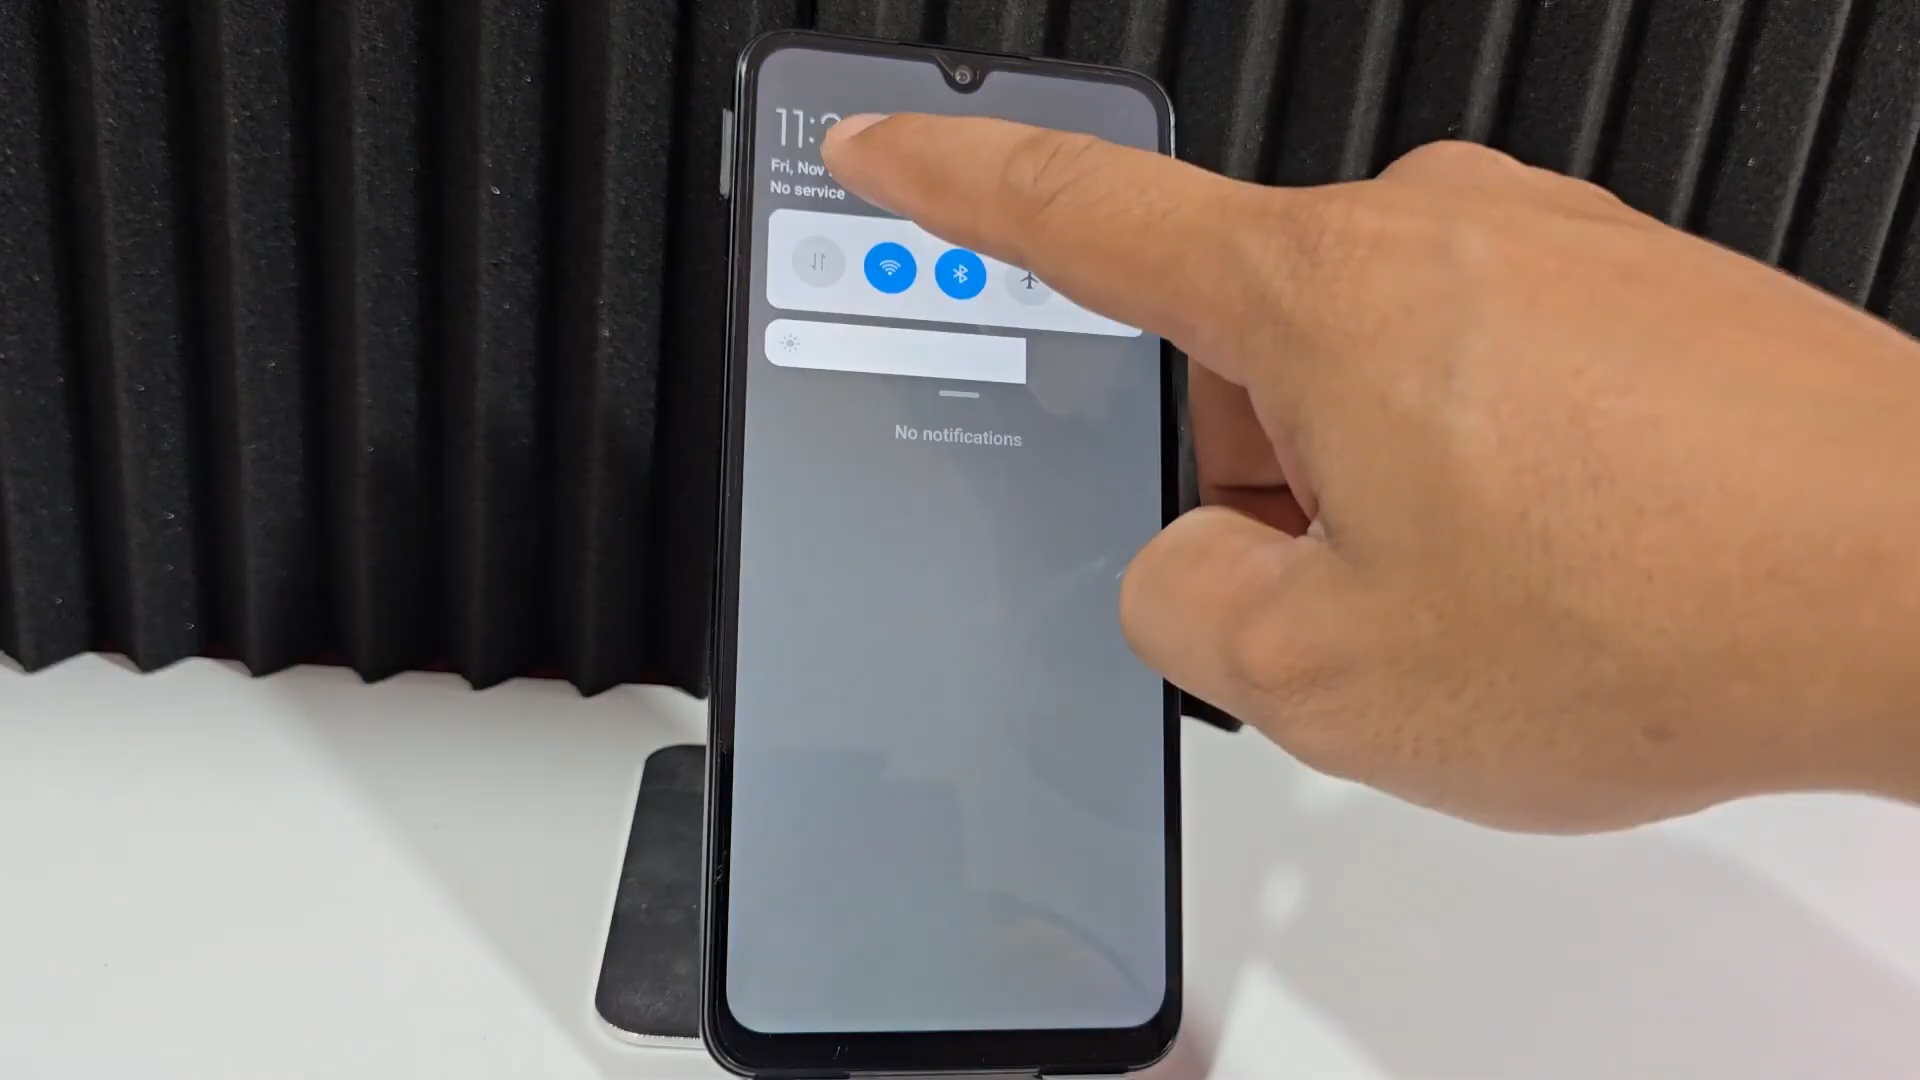 11:
Fri, Nov
No service
No notifications